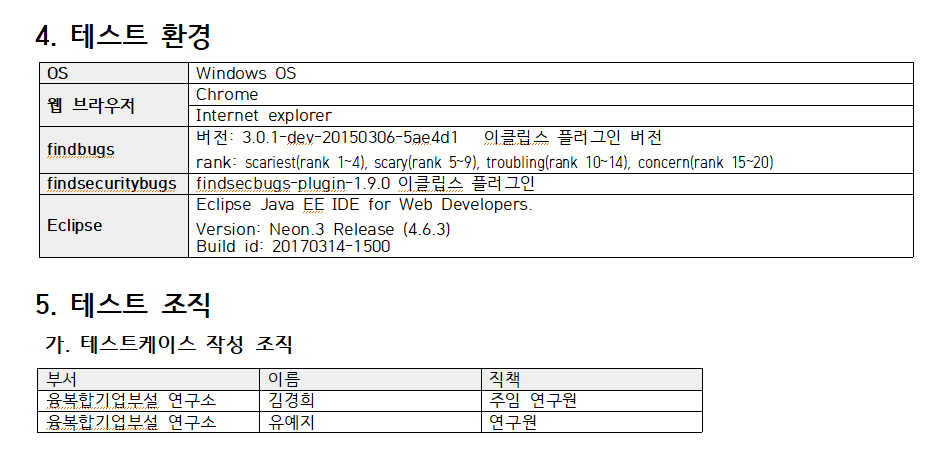 4. 테스트 환경
OS
Windows OS
웹 브라우저
Chrome
Internet explorer
findbugs
버전: 3.0.1-dev-20150306-5ae4d1 이클립스 플러그인 버전
rank: scariest(rank 1~4), scary(rank 5~9), troubling(rank 10~14), concern(rank 15~20)
findsecuritybugs
findsecbugs-plugin-1.9.0 이클립스 플러그인
Eclipse
Eclipse Java EE IDE for Web Developers.
Version: Neon.3 Release (4.6.3)
Build id: 20170314-1500
5. 테스트 조직
가. 테스트케이스 작성 조직
부서 이름 직책
융복합기업부설 연구소 김경희 주임 연구원
융복합기업부설 연구소 유예지 연구원